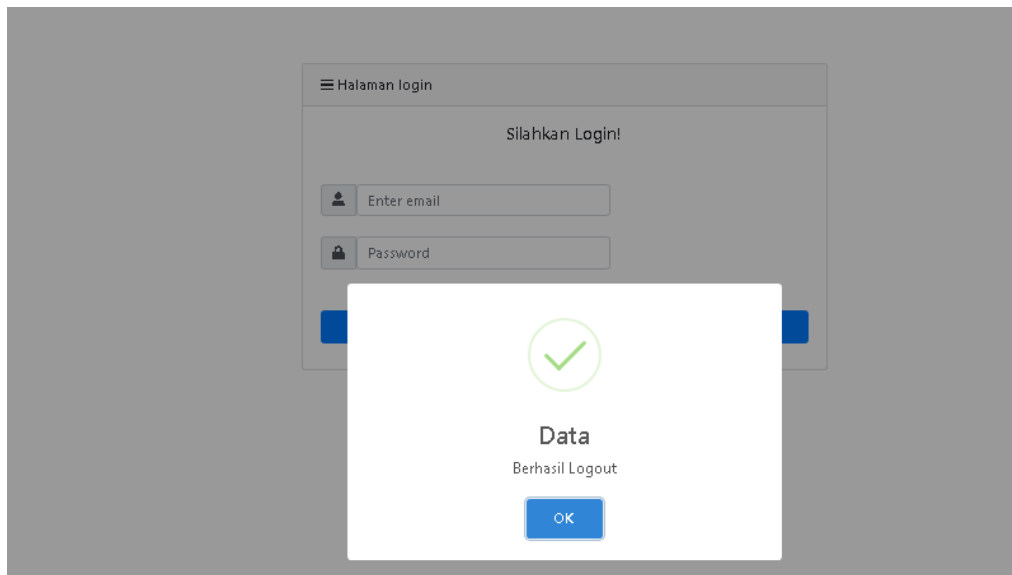 Halaman login
Silahkan Login!
Enter email
Password
Data
Berhasil Logout
OK